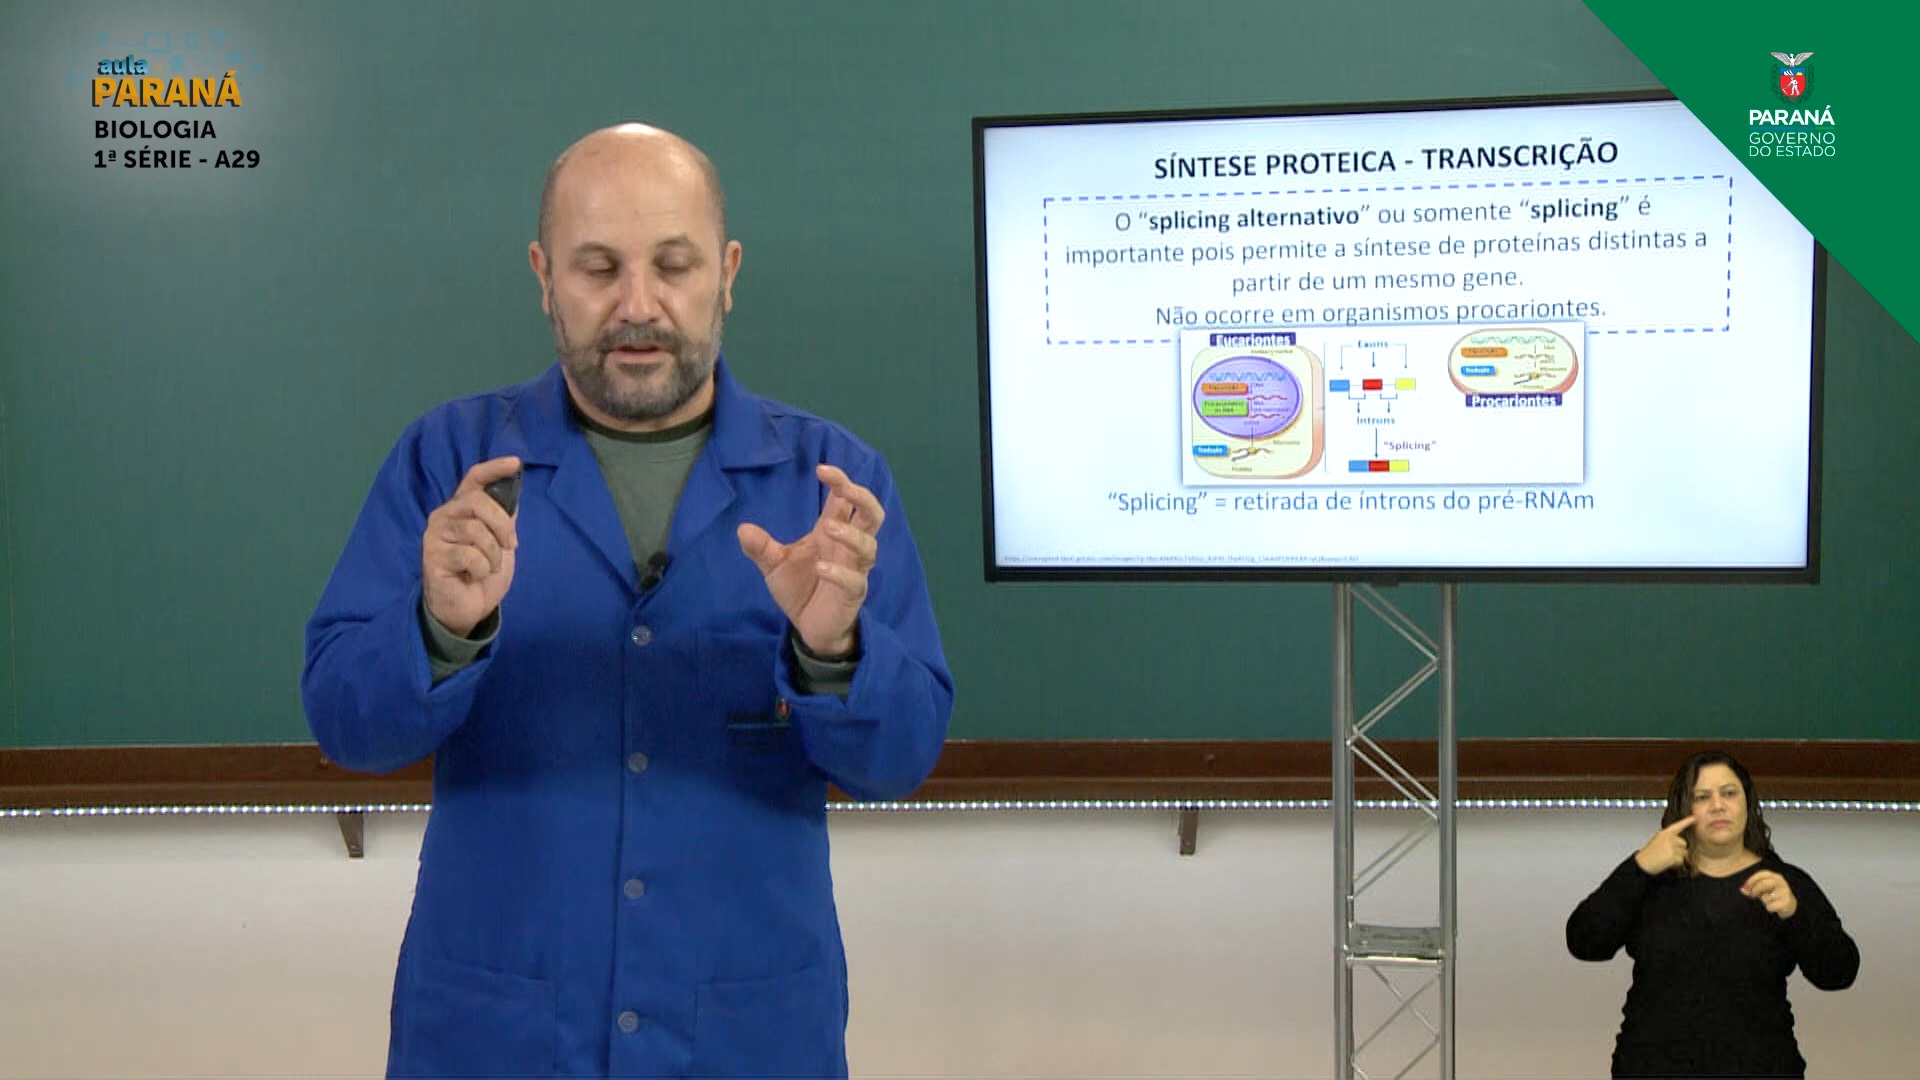 aula
PARANÁ
BIOLOGIA
1ª SÉRIE - A29
PARANÁ
GOVERNO
DO ESTADO
SÍNTESE PROTEICA - TRANSCRIÇÃO
O “splicing alternativo” ou somente “splicing” é
importante pois permite a síntese de proteínas distintas a
partir de um mesmo gene.
Não ocorre em organismos procariontes.
Eucariontes
Tradução
Exons
Íntrons
“Splicing”
Procariontes
“Splicing” = retirada de íntrons do pré-RNAm